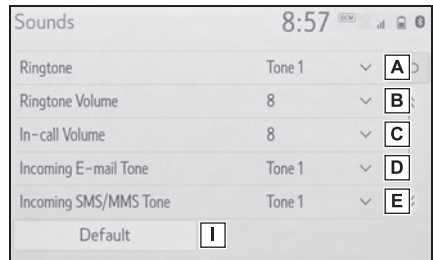 Sounds 8:57 DCM
Ringtone Tone 1 A
Ringtone Volume 8 B
In-call Volume 8 C
Incoming E-mail Tone Tone 1 D
Incoming SMS/MMS Tone Tone 1 E
Default I